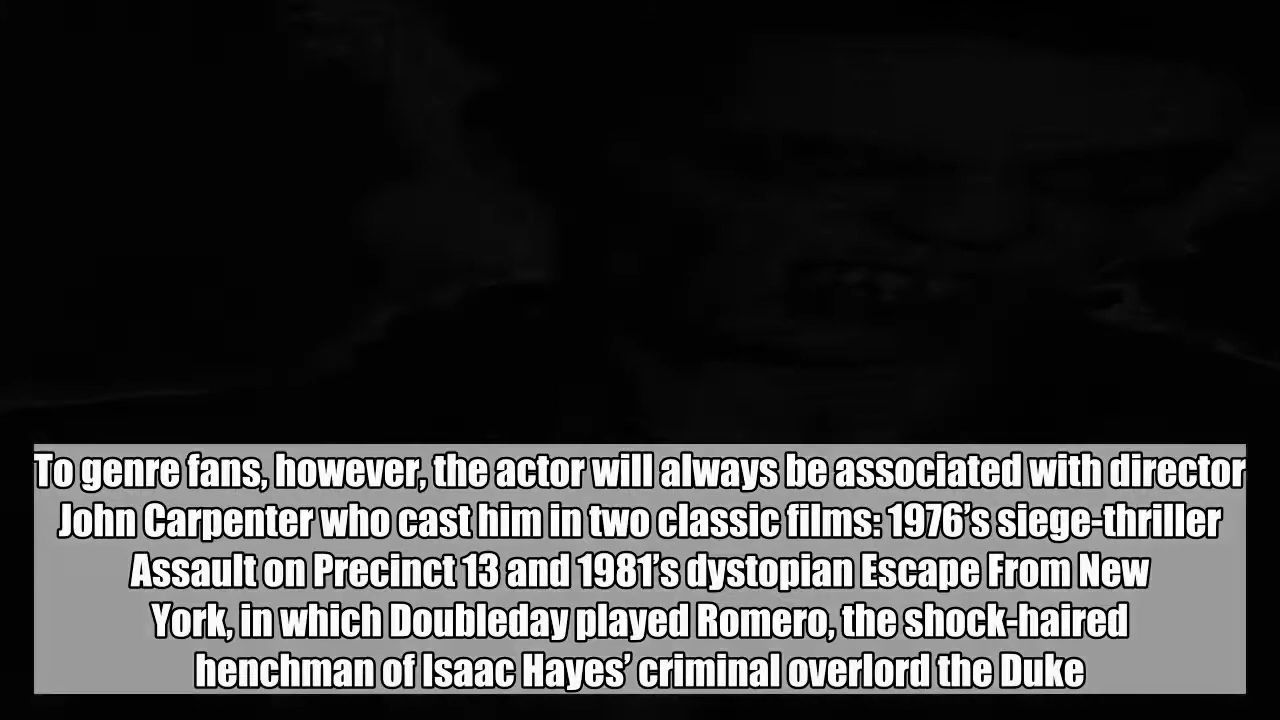 To genre fans, however, the actor will always be associated with director
John Carpenter who cast him in two classic films: 1976’s siege-thriller
Assault on Precinct 13 and 1981’s dystopian Escape From New
York, in which Doubleday played Romero, the shock-haired
henchman of Isaac Hayes’ criminal overlord the Duke